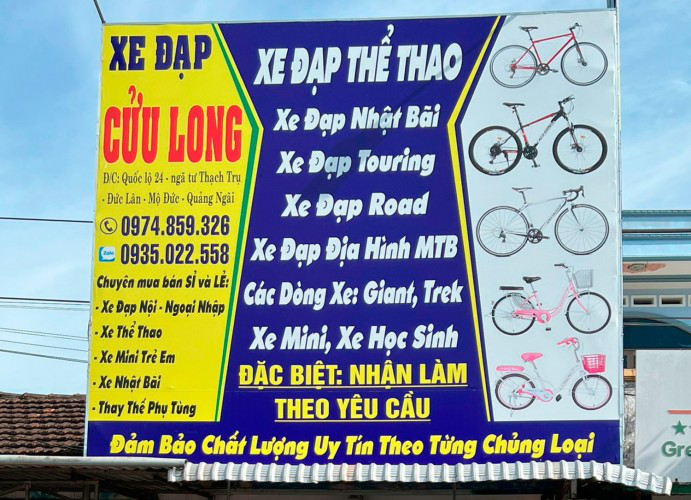 XE ĐẠP
CỬU LONG
Đ/C: Quốc lộ 24 - ngã tư Thạch Trụ
- Đức Lân - Mộ Đức - Quảng Ngãi
0974.859.326
Zalo 0935.022.558
Chuyên mua bán SỈ và LẺ:
- Xe Đạp Nội - Ngoại Nhập
- Xe Thể Thao
- Xe Mini Trẻ Em
- Xe Nhật Bãi
- Thay Thế Phụ Tùng
XE ĐẠP THỂ THAO
Xe Đạp Nhật Bãi
Xe Đạp Touring
Xe Đạp Road
Xe Đạp Địa Hình MTB
Các Dòng Xe: Giant, Trek
Xe Mini, Xe Học Sinh
ĐẶC BIỆT: NHẬN LÀM
THEO YÊU CẦU
Đảm Bảo Chất Lượng Uy Tín Theo Từng Chủng Loại
Gre